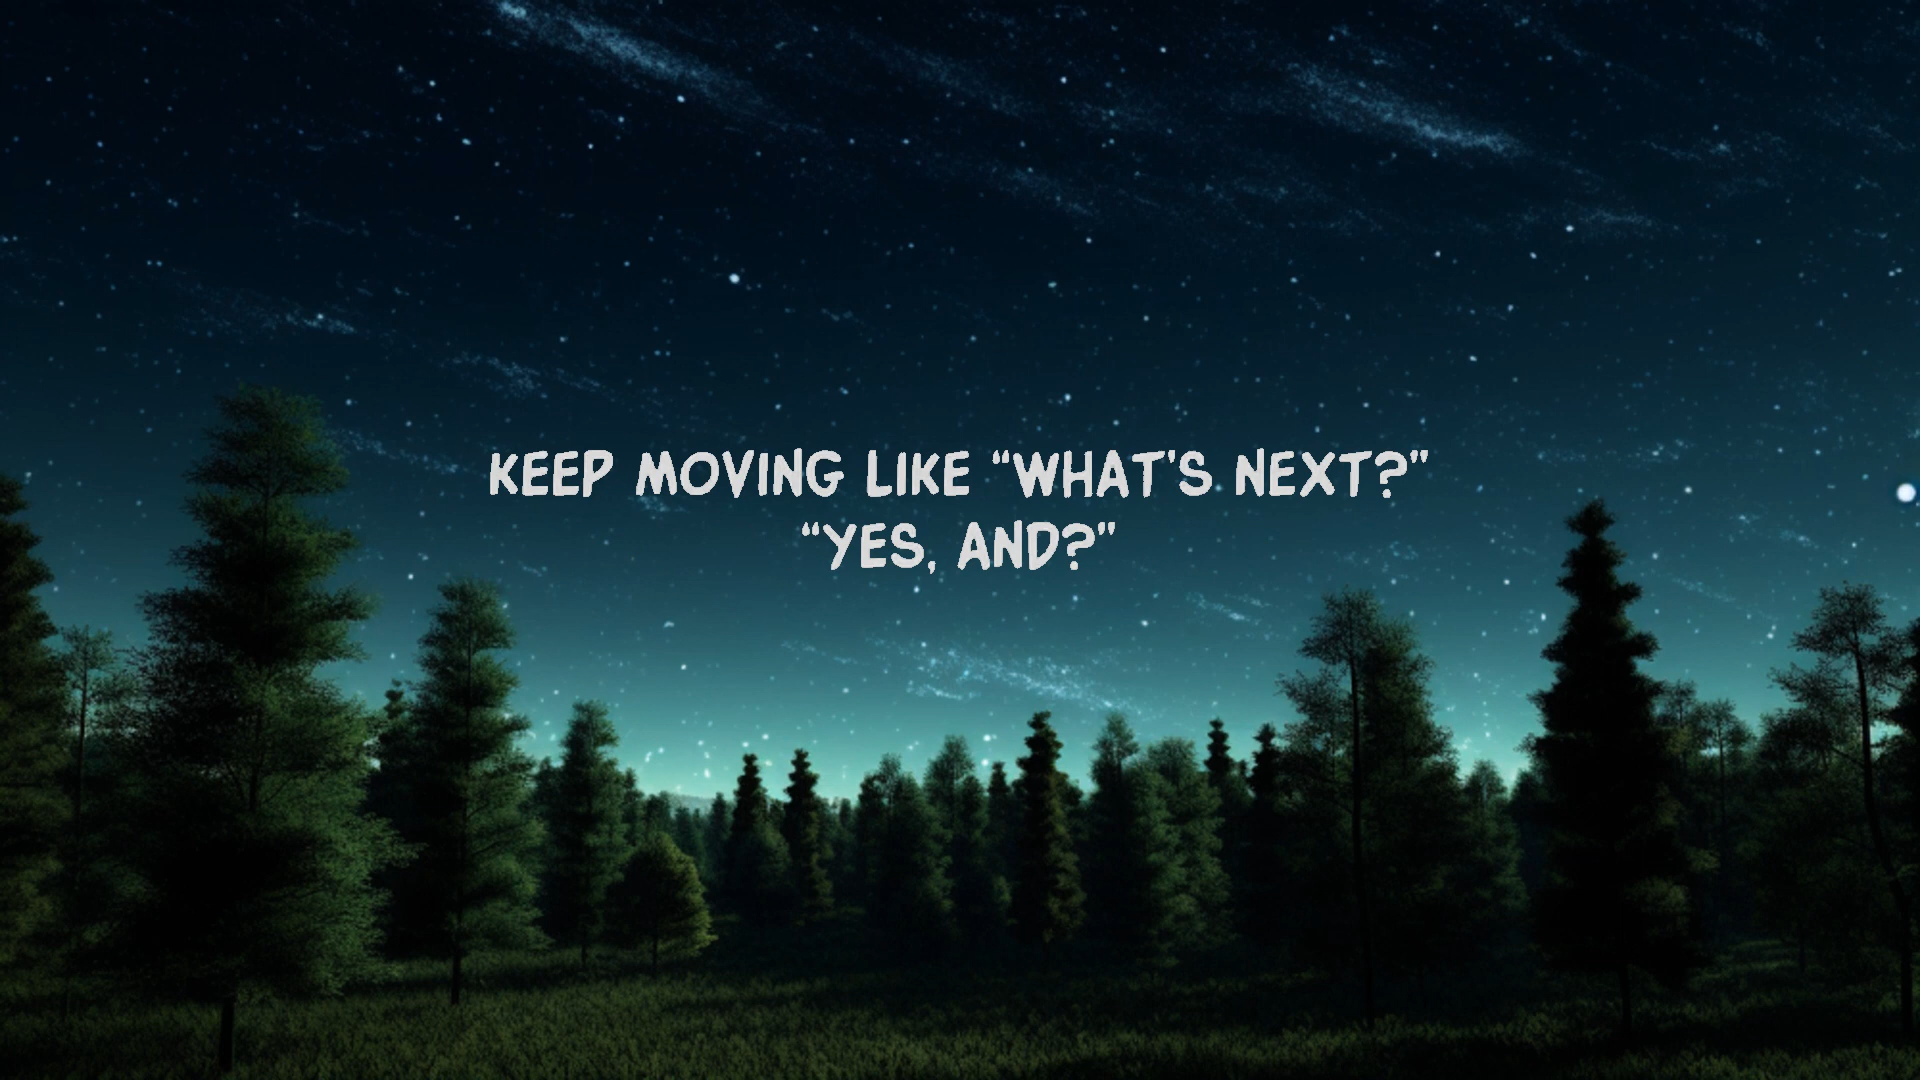 KEEP MOVING LIKE “WHAT'S NEXT?”
“YES, AND?”